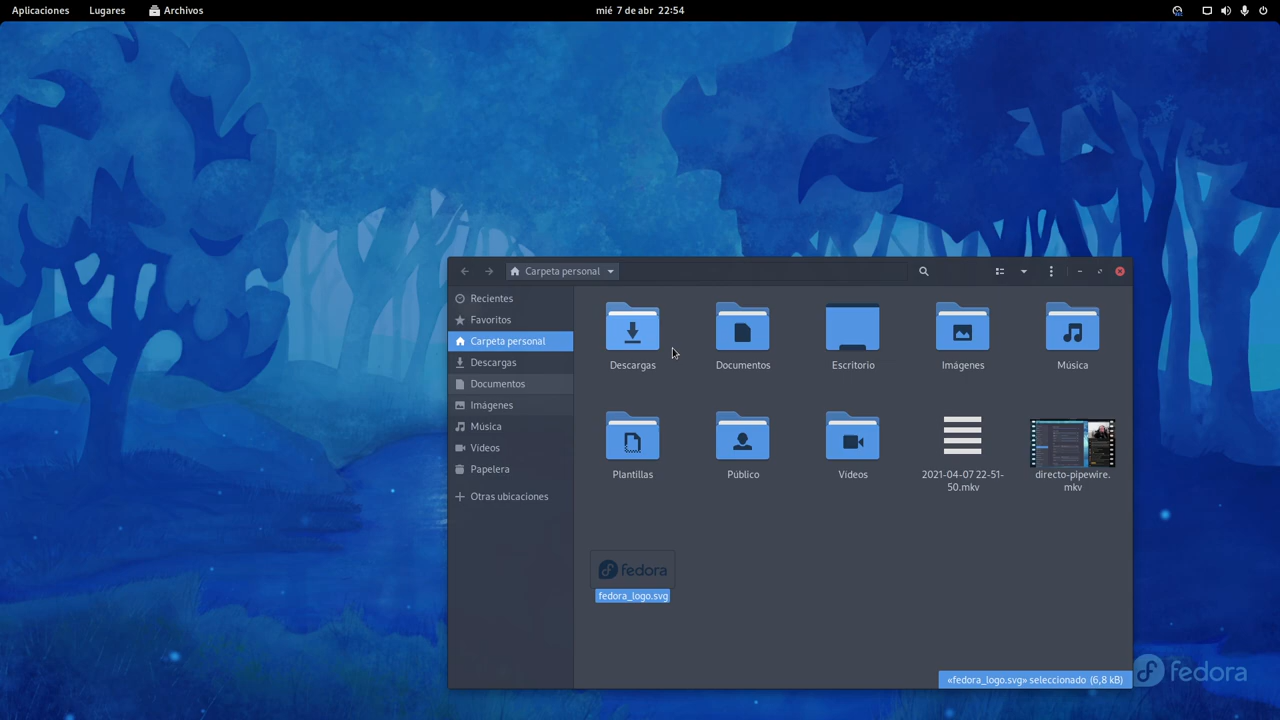 Aplicaciones Lugares Archivos mié 7 de abr 22:54
Carpeta personal
Recientes
Favoritos
Carpeta personal
Descargas
Documentos
Imágenes
Música
Vídeos
Papelera
Otras ubicaciones
Descargas Documentos Escritorio Imágenes Música
Plantillas Público Vídeos 2021-04-07 22-51-
50.mkv directo-pipewire.
mkv
fedora
fedora_logo.svg
«fedora_logo.svg» seleccionado (6,8 kB)
fedora